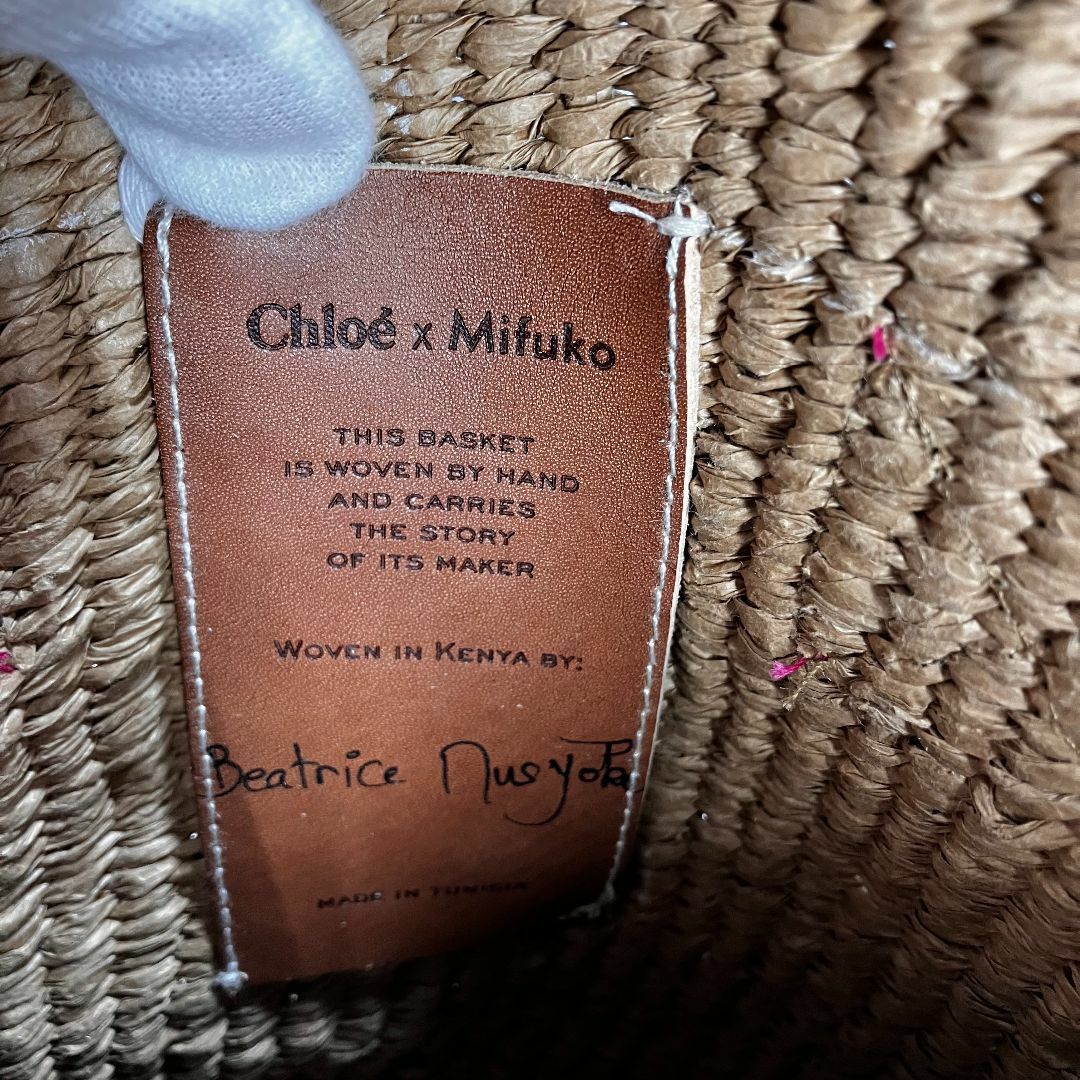 Chloé x Mifuko
THIS BASKET
IS WOVEN BY HAND
AND CARRIES
THE STORY
OF ITS MAKER
WOVEN IN KENYA BY:
Beatrice Musyoka
MADE IN TUNISIA